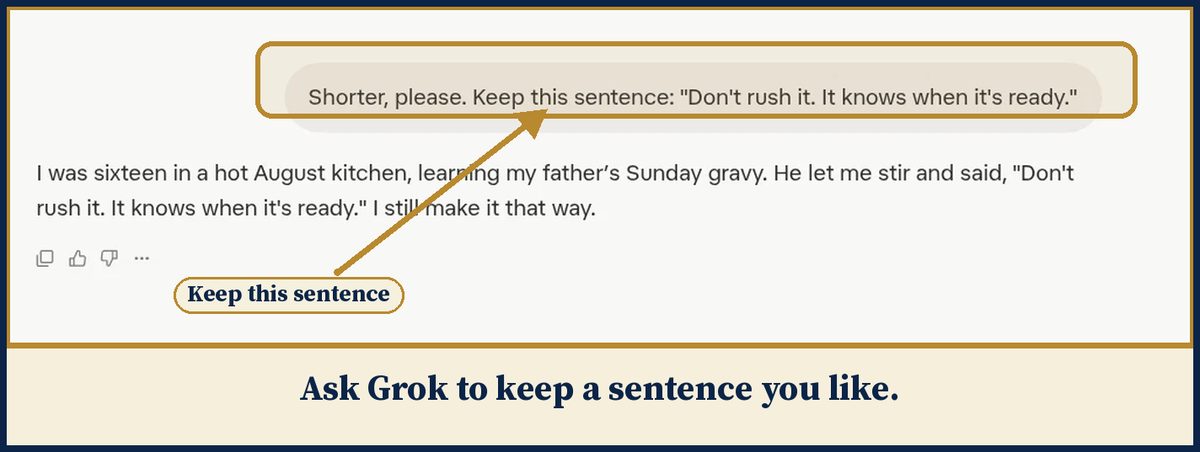 Shorter, please. Keep this sentence: "Don't rush it. It knows when it's ready."
I was sixteen in a hot August kitchen, learning my father’s Sunday gravy. He let me stir and said, "Don't
rush it. It knows when it's ready." I still make it that way.
Keep this sentence
Ask Grok to keep a sentence you like.